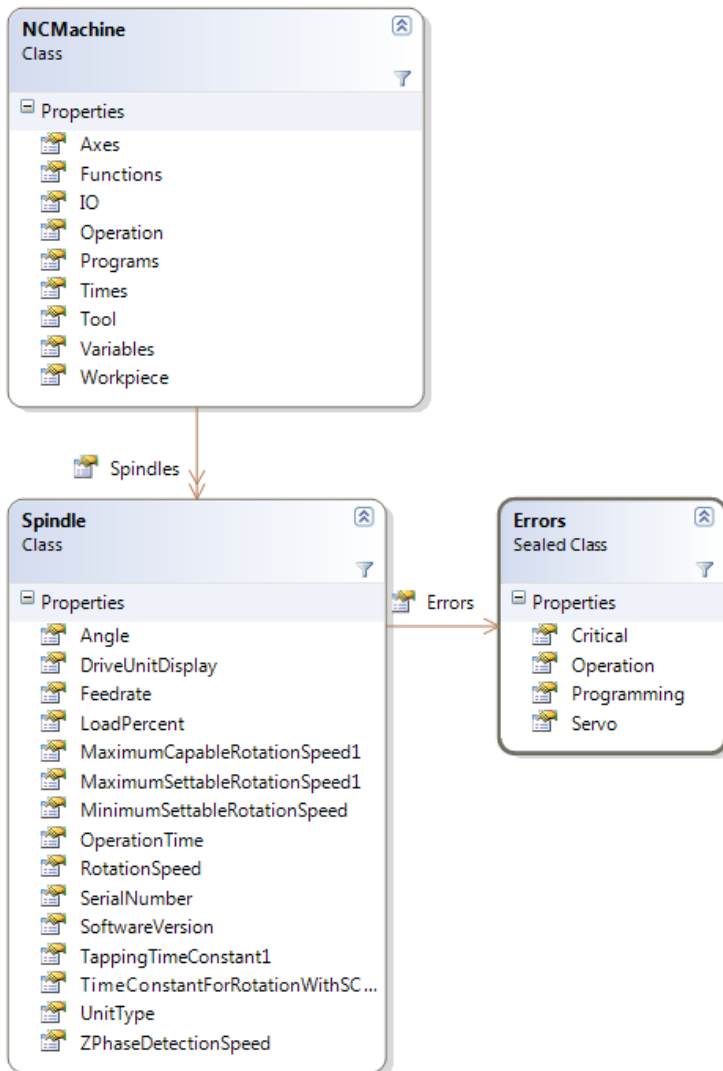 NCMachine
Class
Properties
Axes
Functions
IO
Operation
Programs
Times
Tool
Variables
Workpiece
Spindles
Spindle
Class
Properties
Angle
DriveUnitDisplay
Feedrate
LoadPercent
MaximumCapableRotationSpeed1
MaximumSettableRotationSpeed1
MinimumSettableRotationSpeed
OperationTime
RotationSpeed
SerialNumber
SoftwareVersion
TappingTimeConstant1
TimeConstantForRotationWithSC...
UnitType
ZPhaseDetectionSpeed
Errors
Errors
Sealed Class
Properties
Critical
Operation
Programming
Servo